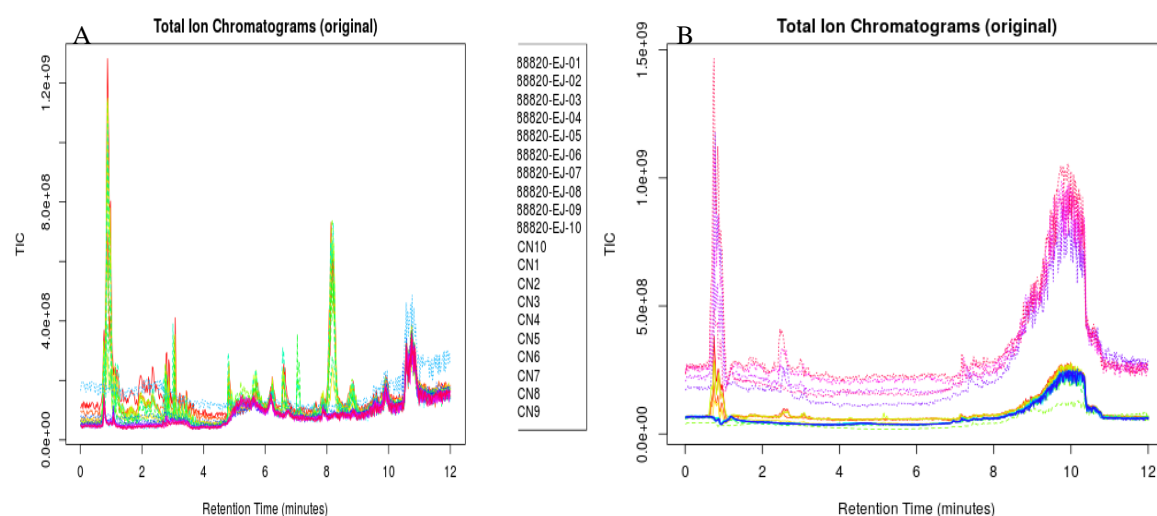 A
Total Ion Chromatograms (original)
TIC
1.2e+09
8.0e+08
4.0e+08
0.0e+00
0 2 4 6 8 10 12
Retention Time (minutes)
88820-EJ-01
88820-EJ-02
88820-EJ-03
88820-EJ-04
88820-EJ-05
88820-EJ-06
88820-EJ-07
88820-EJ-08
88820-EJ-09
88820-EJ-10
CN10
CN1
CN2
CN3
CN4
CN5
CN6
CN7
CN8
CN9
B
Total Ion Chromatograms (original)
TIC
1.5e+09
1.0e+09
5.0e+08
0.0e+00
0 2 4 6 8 10 12
Retention Time (minutes)